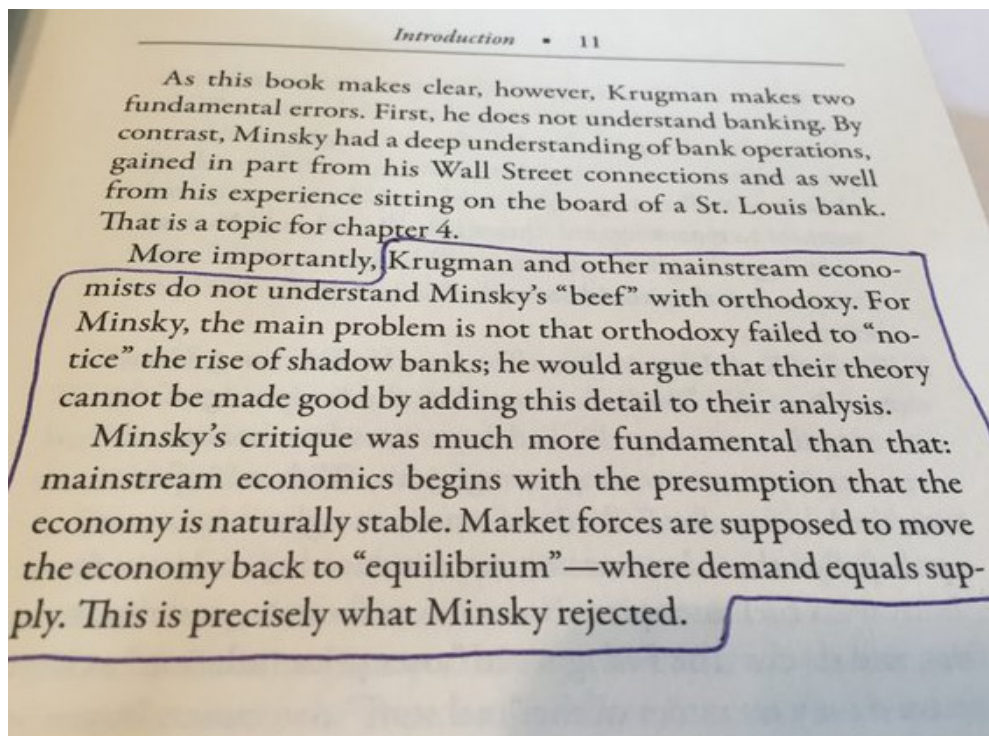 Introduction ▪ 11
As this book makes clear, however, Krugman makes two
fundamental errors. First, he does not understand banking. By
contrast, Minsky had a deep understanding of bank operations,
gained in part from his Wall Street connections and as well
from his experience sitting on the board of a St. Louis bank.
That is a topic for chapter 4.
More importantly, Krugman and other mainstream econo-
mists do not understand Minsky's “beef” with orthodoxy. For
Minsky, the main problem is not that orthodoxy failed to “no-
tice” the rise of shadow banks; he would argue that their theory
cannot be made good by adding this detail to their analysis.
Minsky's critique was much more fundamental than that:
mainstream economics begins with the presumption that the
economy is naturally stable. Market forces are supposed to move
the economy back to “equilibrium”—where demand equals sup-
ply. This is precisely what Minsky rejected.